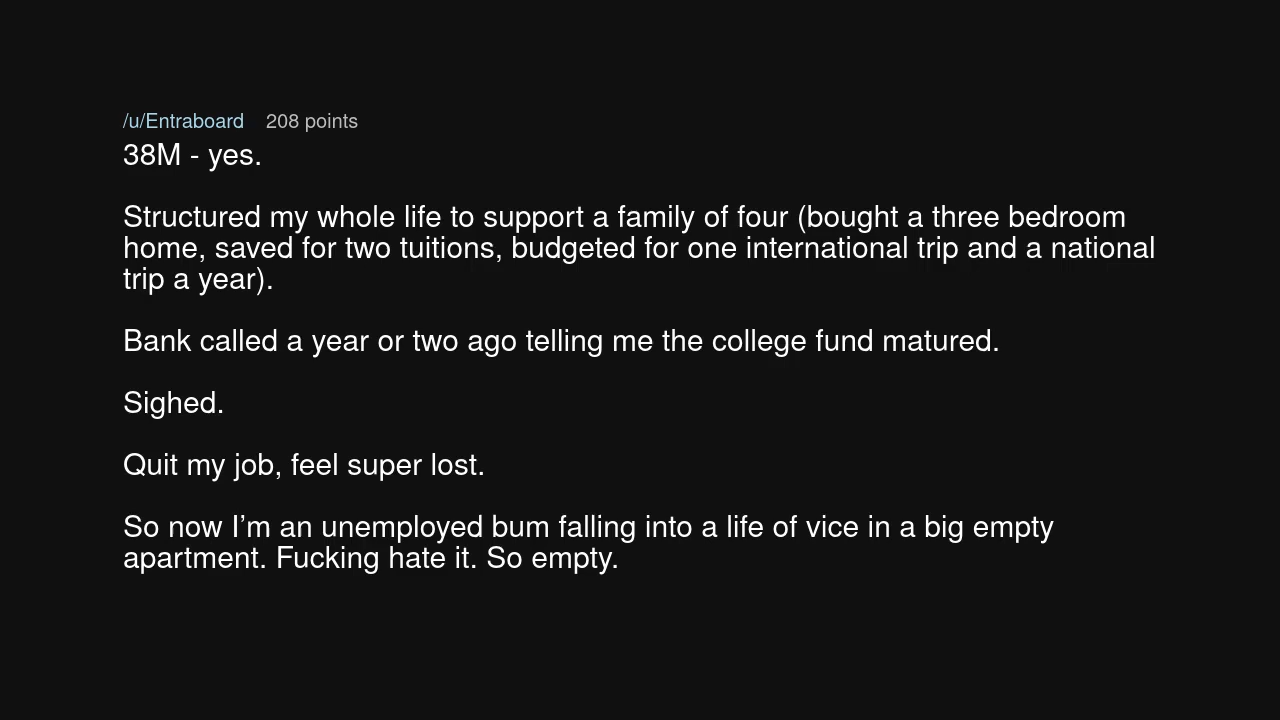 /u/Entraboard 208 points
38M - yes.
Structured my whole life to support a family of four (bought a three bedroom
home, saved for two tuitions, budgeted for one international trip and a national
trip a year).
Bank called a year or two ago telling me the college fund matured.
Sighed.
Quit my job, feel super lost.
So now I’m an unemployed bum falling into a life of vice in a big empty
apartment. Fucking hate it. So empty.